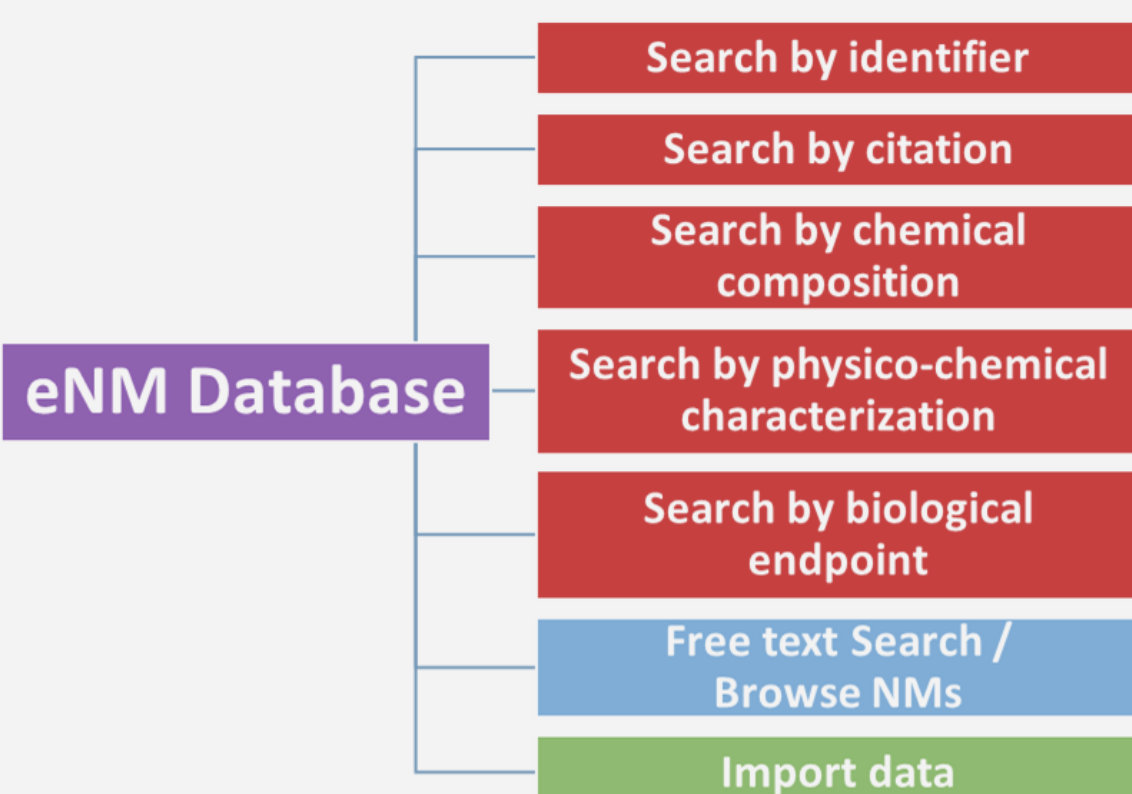 eNM Database
Search by identifier
Search by citation
Search by chemical
composition
Search by physico-chemical
characterization
Search by biological
endpoint
Free text Search /
Browse NMs
Import data